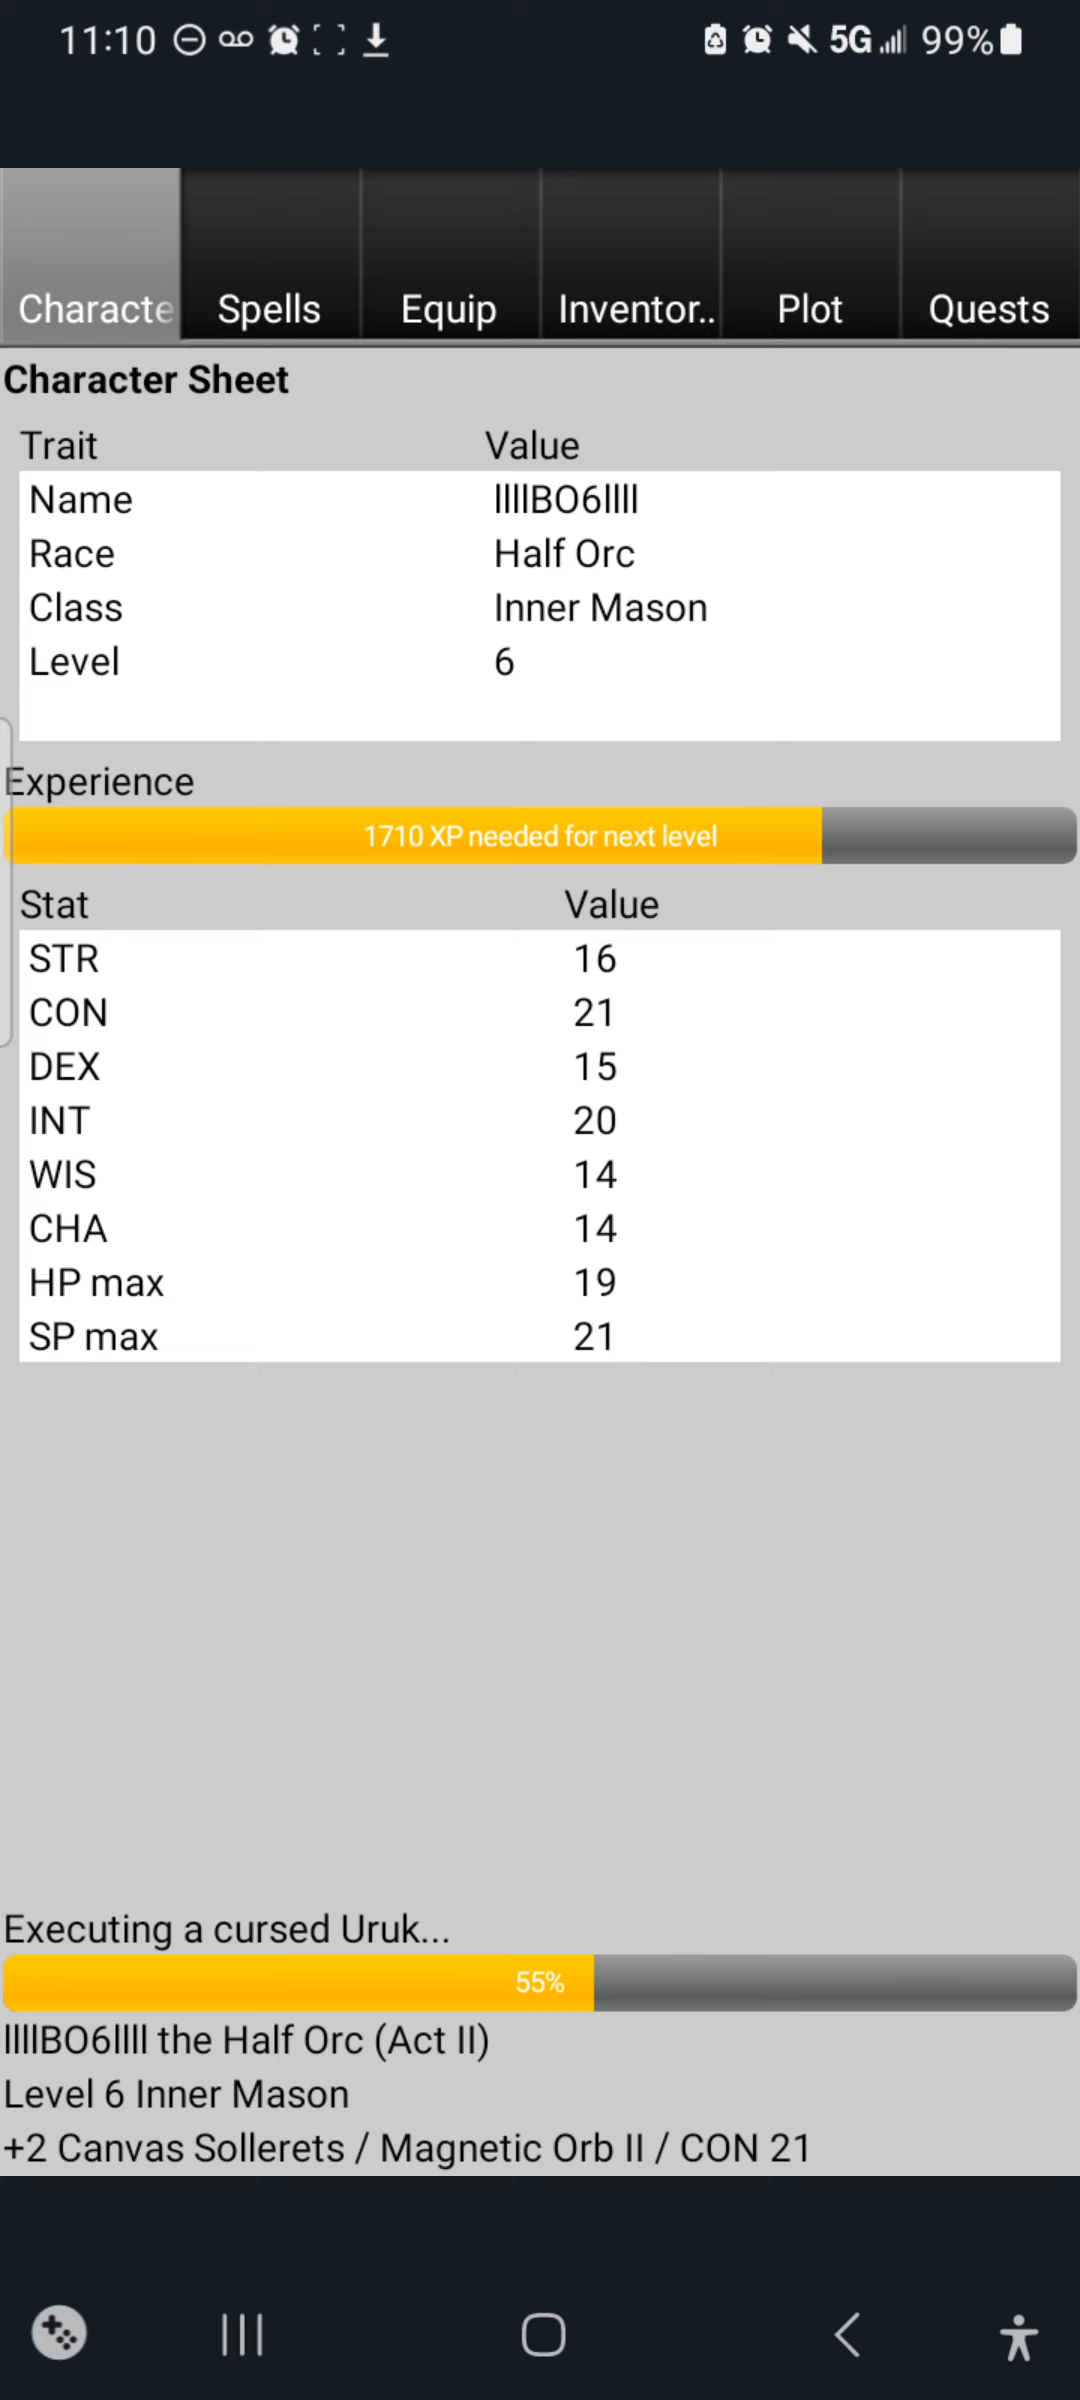 11:10 5G 99%
Characte Spells Equip Inventor.. Plot Quests
Character Sheet
Trait Value
Name llllBO6llll
Race Half Orc
Class Inner Mason
Level 6
Experience
1710 XP needed for next level
Stat Value
STR 16
CON 21
DEX 15
INT 20
WIS 14
CHA 14
HP max 19
SP max 21
Executing a cursed Uruk...
55%
llllBO6llll the Half Orc (Act II)
Level 6 Inner Mason
+2 Canvas Sollerets / Magnetic Orb II / CON 21